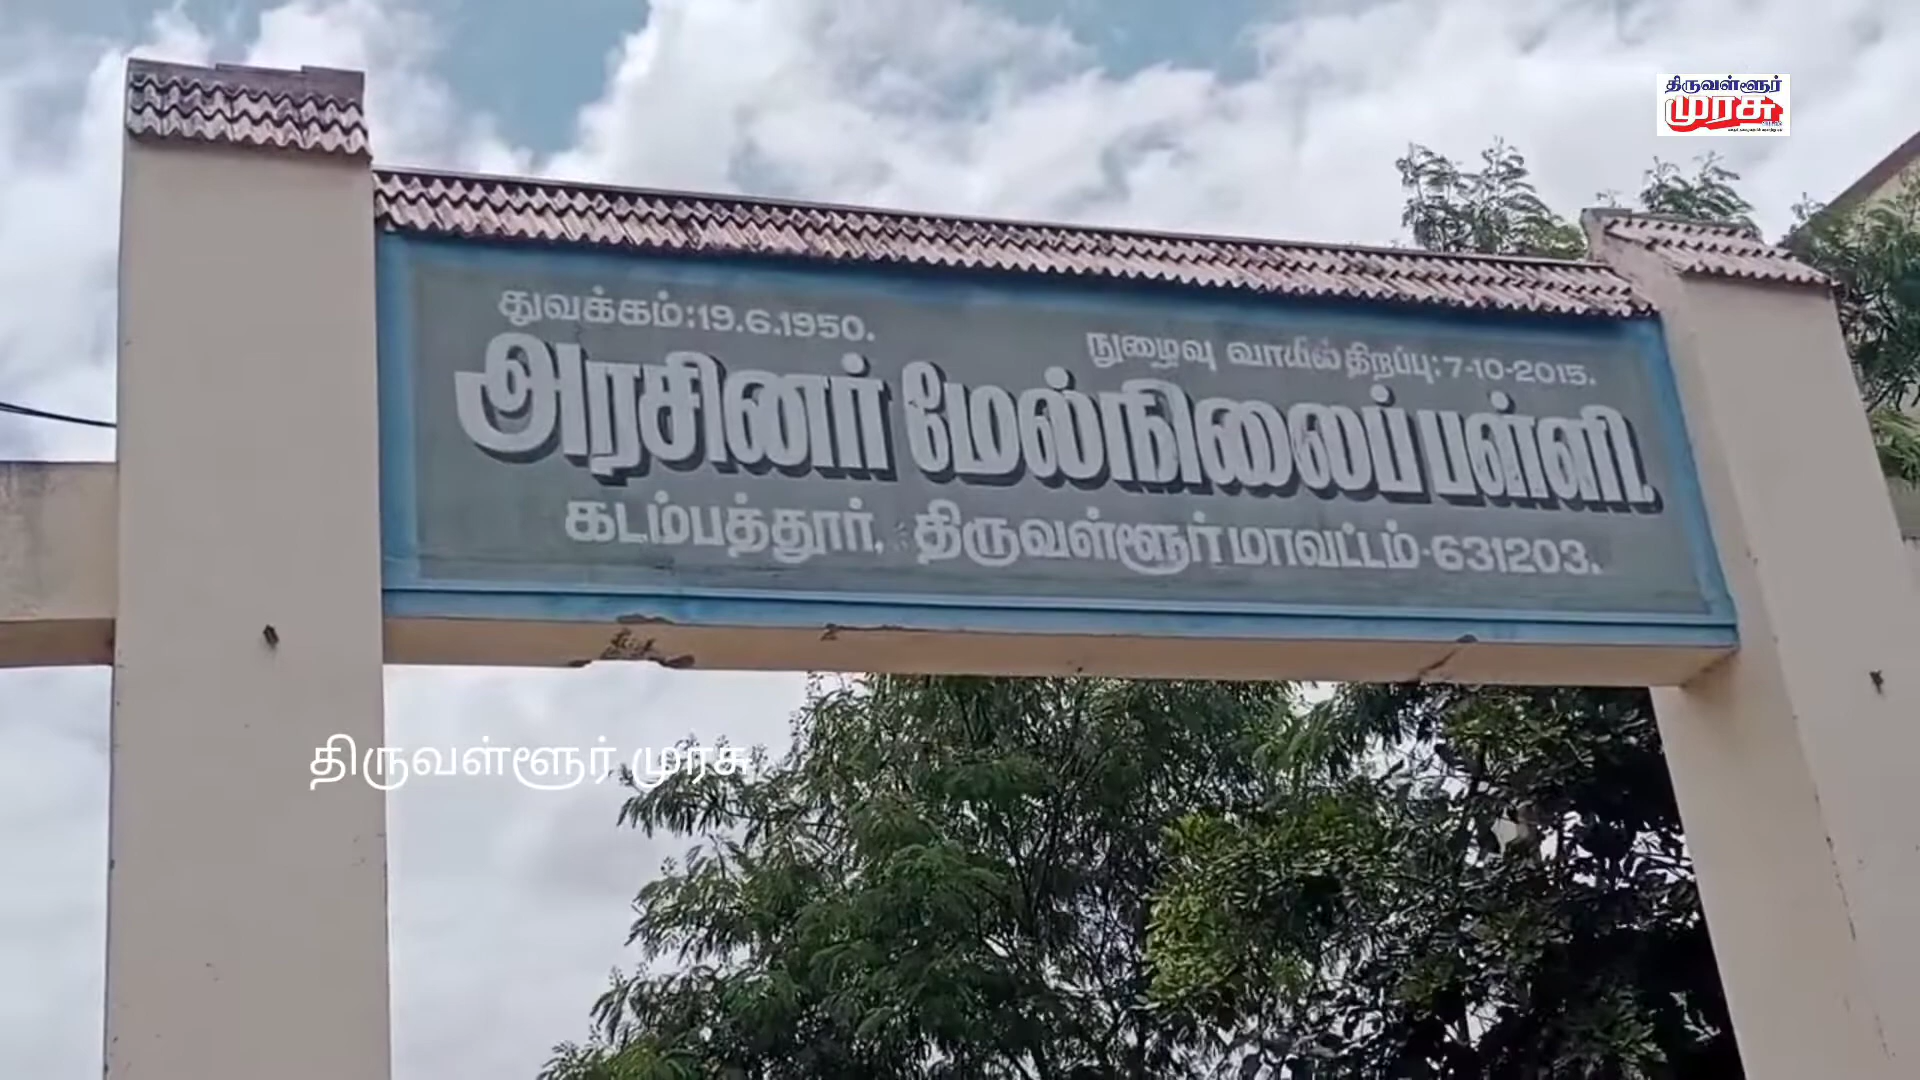 திருவள்ளூர்
முரசு
துவக்கம்:19.6.1950.
நுழைவு வாயில் திறப்பு:7-10-2015.
அரசினர் மேல்நிலைப் பள்ளி.
கடம்பத்தூர், திருவள்ளூர் மாவட்டம்-631203.
திருவள்ளூர் முரசு